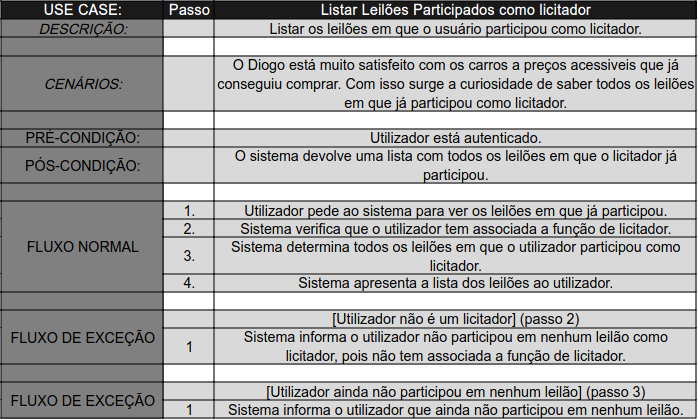 USE CASE: Passo Listar Leilões Participados como licitador
DESCRIÇÃO: Listar os leilões em que o usuário participou como licitador.
CENÁRIOS:
O Diogo está muito satisfeito com os carros a preços acessiveis que já
conseguiu comprar. Com isso surge a curiosidade de saber todos os leilões
em que já participou como licitador.
PRÉ-CONDIÇÃO: Utilizador está autenticado.
PÓS-CONDIÇÃO:
O sistema devolve uma lista com todos os leilões em que o licitador já
participou.
FLUXO NORMAL
1. Utilizador pede ao sistema para ver os leilões em que já participou.
2. Sistema verifica que o utilizador tem associada a função de licitador.
3. Sistema determina todos os leilões em que o utilizador participou como
licitador.
4. Sistema apresenta a lista dos leilões ao utilizador.
FLUXO DE EXCEÇÃO
[Utilizador não é um licitador] (passo 2)
1 Sistema informa o utilizador não participou em nenhum leilão como
licitador, pois não tem associada a função de licitador.
FLUXO DE EXCEÇÃO
[Utilizador ainda não participou em nenhum leilão] (passo 3)
1 Sistema informa o utilizador que ainda não participou em nenhum leilão.